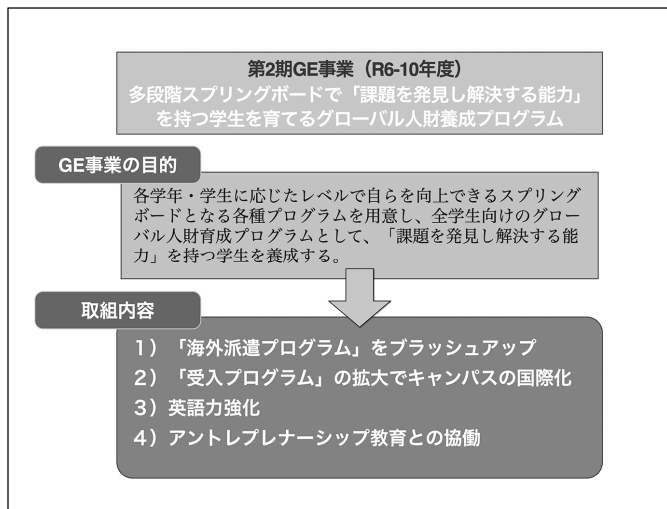 第2期GE事業（R6-10年度）
多段階スプリングボードで「課題を発見し解決する能力」
を持つ学生を育てるグローバル人財養成プログラム
GE事業の目的
各学年・学生に応じたレベルで自らを向上できるスプリング
ボードとなる各種プログラムを用意し、全学生向けのグロー
バル人財育成プログラムとして、「課題を発見し解決する能
力」を持つ学生を養成する。
取組内容
1）「海外派遣プログラム」をブラッシュアップ
2）「受入プログラム」の拡大でキャンパスの国際化
3）英語力強化
4）アントレプレナーシップ教育との協働